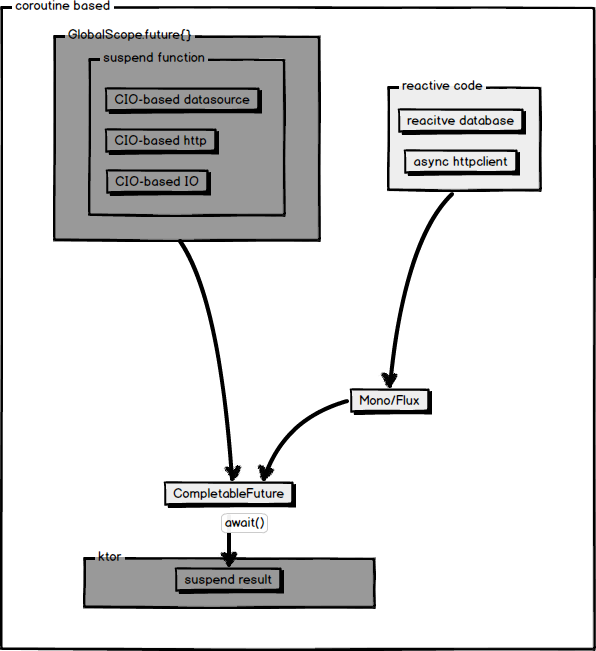 coroutine based
GlobalScope.future{}
suspend function
CIO-based datasource
CIO-based http
CIO-based IO
reactive code
reacitve database
async httpclient
Mono/Flux
CompletableFuture
await()
ktor
suspend result